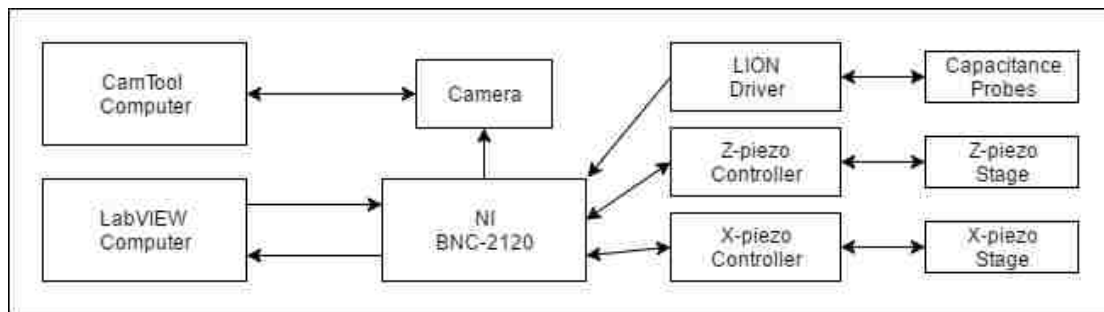 CamTool
Computer
Camera
LION
Driver
Capacitance
Probes
Z-piezo
Controller
Z-piezo
Stage
LabVIEW
Computer
NI
BNC-2120
X-piezo
Controller
X-piezo
Stage